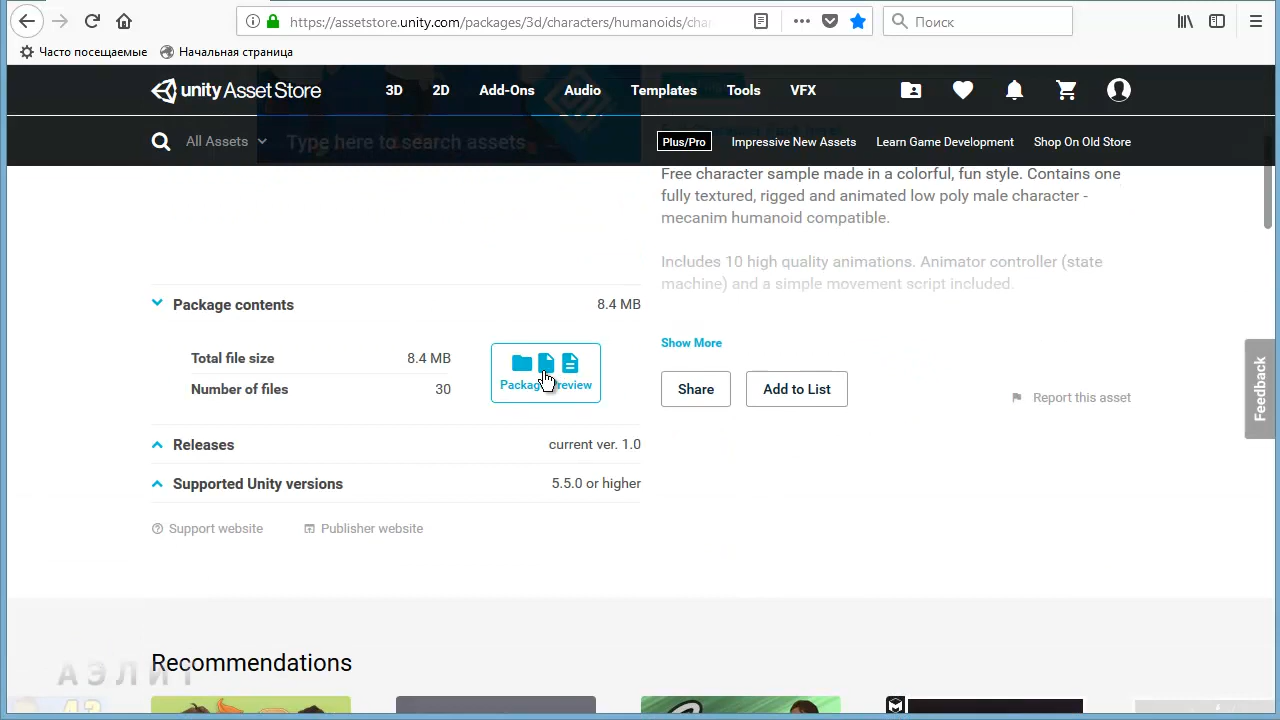 https://assetstore.unity.com/packages/3d/characters/humanoids/char
Поиск
Часто посещаемые
Начальная страница
unity Asset Store
3D
2D
Add-Ons
Audio
Templates
Tools
VFX
All Assets
Type here to search assets
Plus/Pro
Impressive New Assets
Learn Game Development
Shop On Old Store
Free character sample made in a colorful, fun style. Contains one
fully textured, rigged and animated low poly male character -
mecanim humanoid compatible.
Includes 10 high quality animations. Animator controller (state
machine) and a simple movement script included.
Show More
Package contents
8.4 MB
Total file size
8.4 MB
Number of files
30
Package Preview
Share
Add to List
Report this asset
Feedback
Releases
current ver. 1.0
Supported Unity versions
5.5.0 or higher
Support website
Publisher website
Recommendations
АЭЛИТ